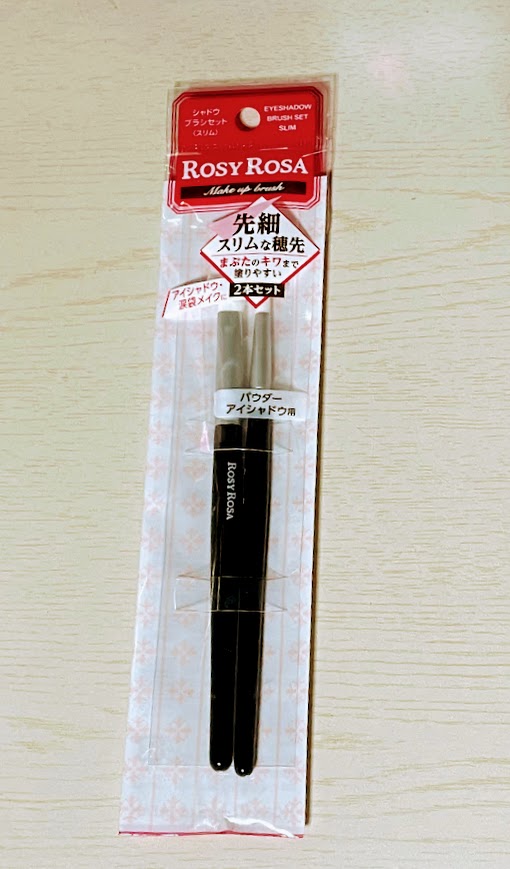 シャドウ
ブラシセット
（スリム）
EYESHADOW
BRUSH SET
SLIM
ROSY ROSA
Make up brush
先細
スリムな穂先
まぶたのキワまで
塗りやすい
2本セット
アイシャドウ・
涙袋メイクに
パウダー
アイシャドウ用
ROSY ROSA